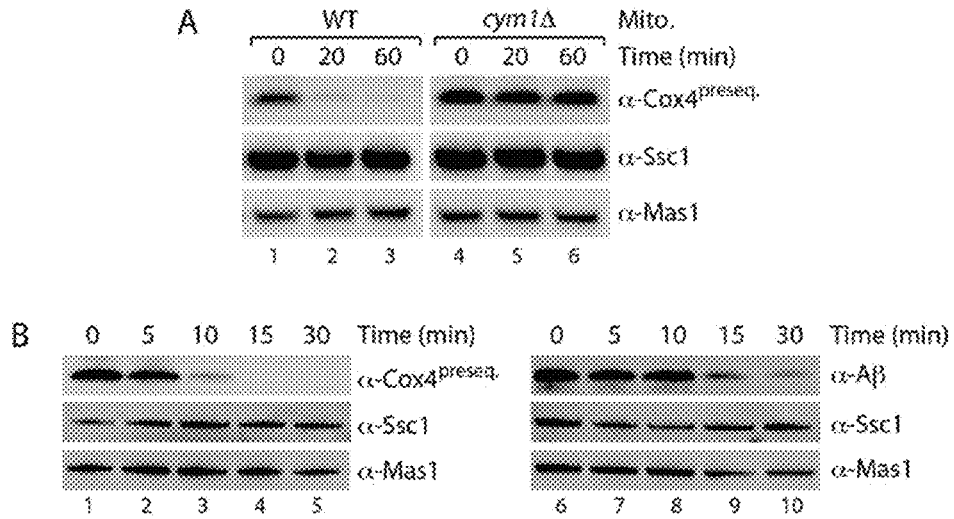 A WT cym1Δ Mito.
0 20 60 0 20 60 Time (min)
α-Cox4preseq.
α-Ssc1
α-Mas1
1 2 3 4 5 6
B 0 5 10 15 30 Time (min) 0 5 10 15 30 Time (min)
α-Cox4preseq. α-Aβ
α-Ssc1 α-Ssc1
α-Mas1 α-Mas1
1 2 3 4 5 6 7 8 9 10